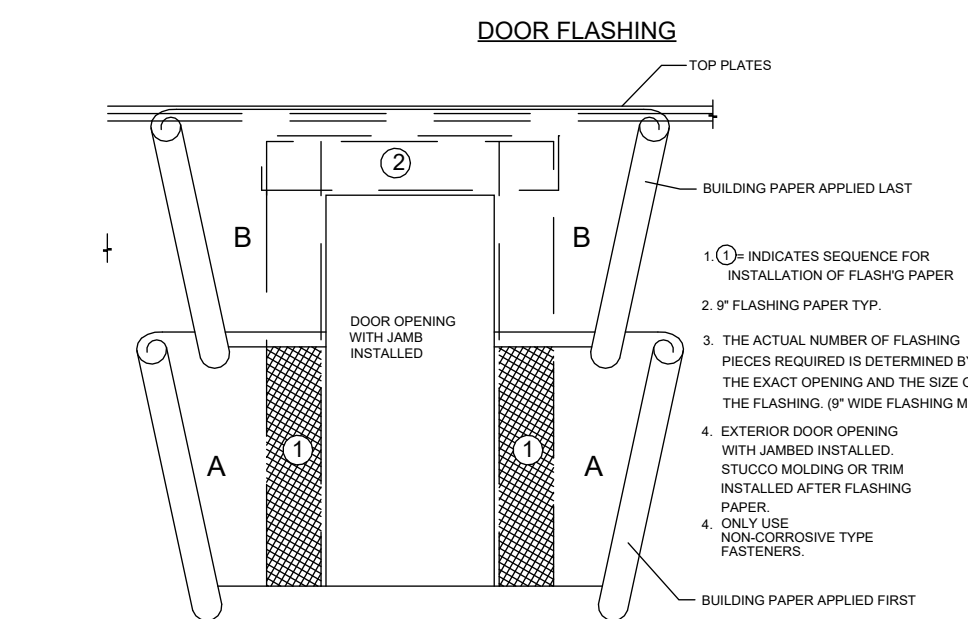 DOOR FLASHING
TOP PLATES
2
BUILDING PAPER APPLIED LAST
B
B
1. 1 = INDICATES SEQUENCE FOR
INSTALLATION OF FLASH'G PAPER
2. 9" FLASHING PAPER TYP.
DOOR OPENING
WITH JAMB
INSTALLED
3. THE ACTUAL NUMBER OF FLASHING
PIECES REQUIRED IS DETERMINED BY
THE EXACT OPENING AND THE SIZE
THE FLASHING. (9" WIDE FLASHING
4. EXTERIOR DOOR OPENING
WITH JAMBED INSTALLED.
STUCCO MOLDING OR TRIM
INSTALLED AFTER FLASHING
PAPER.
4. ONLY USE
NON-CORROSIVE TYPE
FASTENERS.
1
1
A
A
BUILDING PAPER APPLIED FIRST